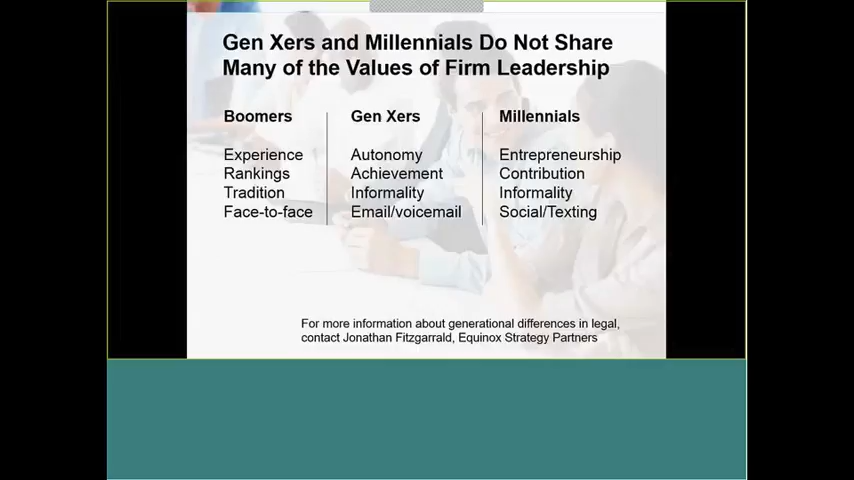 Gen Xers and Millennials Do Not Share
Many of the Values of Firm Leadership
Boomers
Experience
Rankings
Tradition
Face-to-face
Gen Xers
Autonomy
Achievement
Informality
Email/voicemail
Millennials
Entrepreneurship
Contribution
Informality
Social/Texting
For more information about generational differences in legal,
contact Jonathan Fitzgarrald, Equinox Strategy Partners